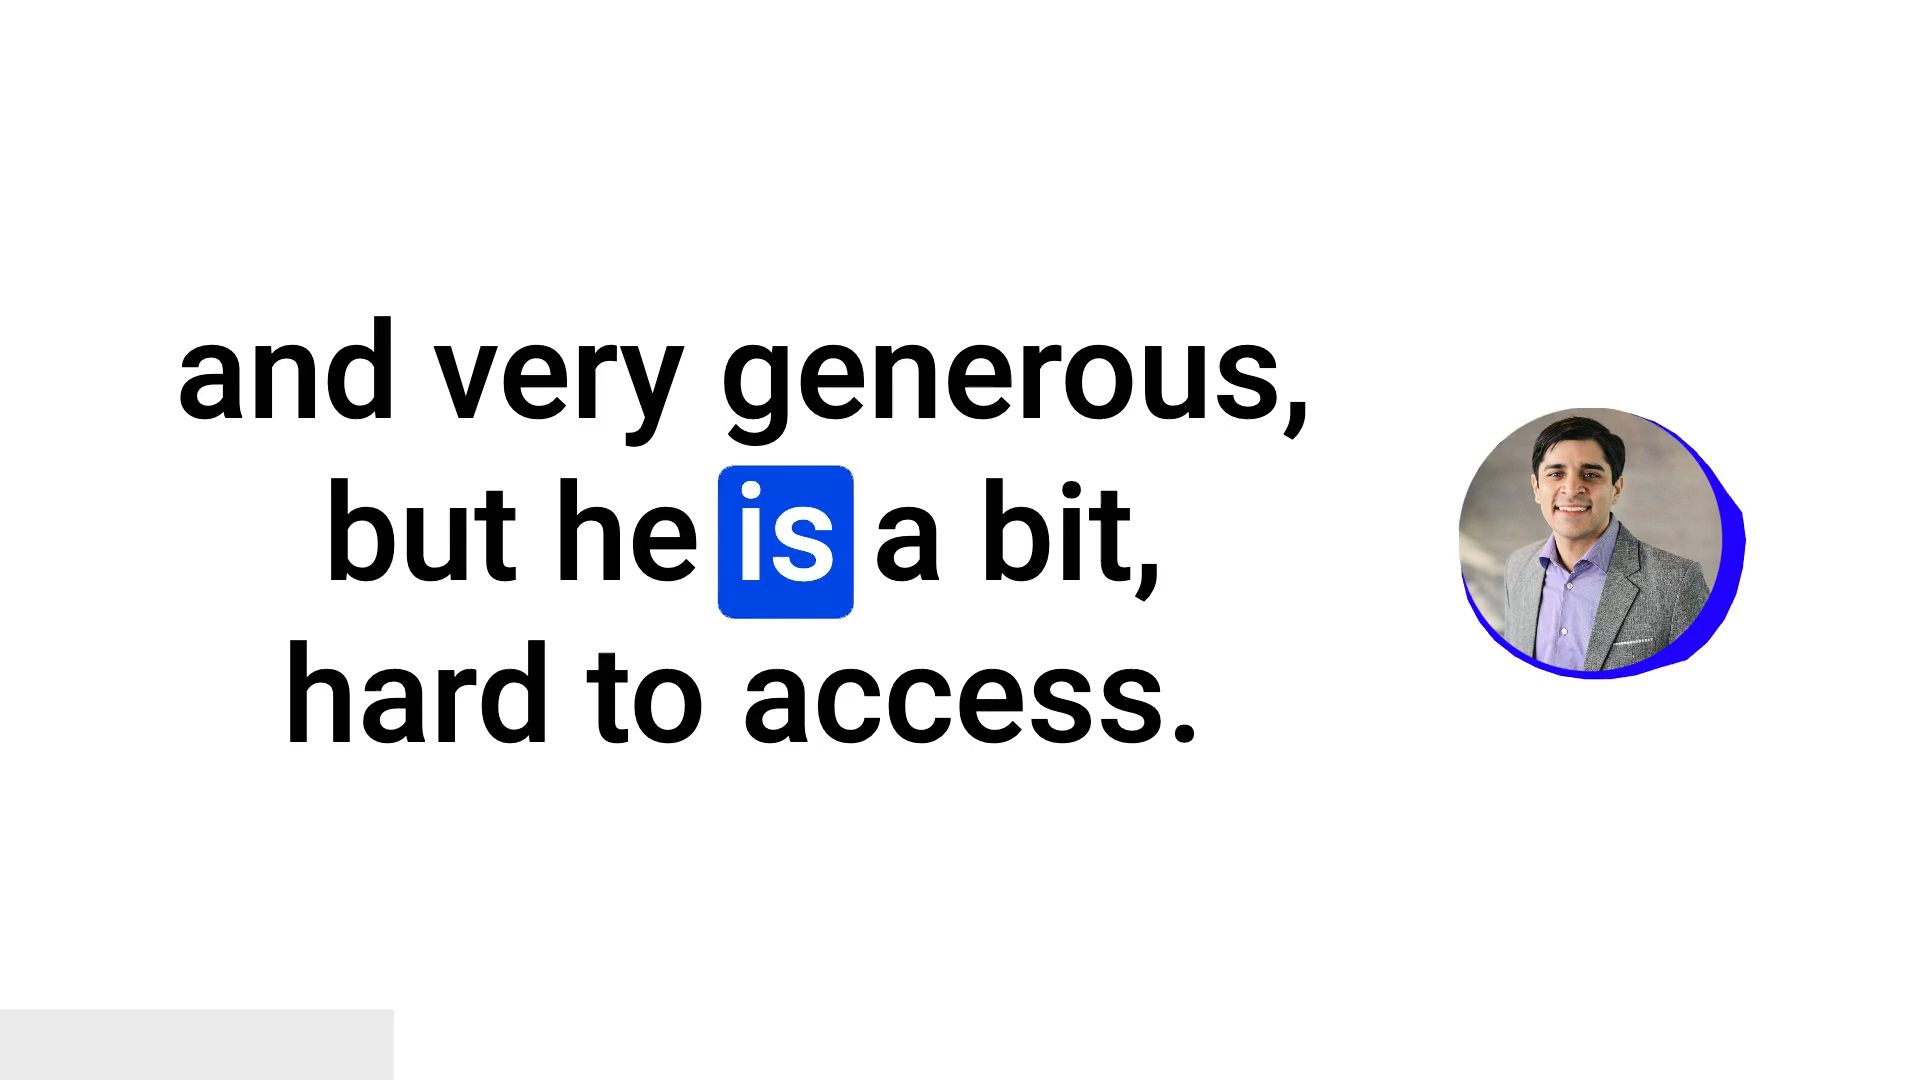 and very generous,
but he is a bit,
hard to access.